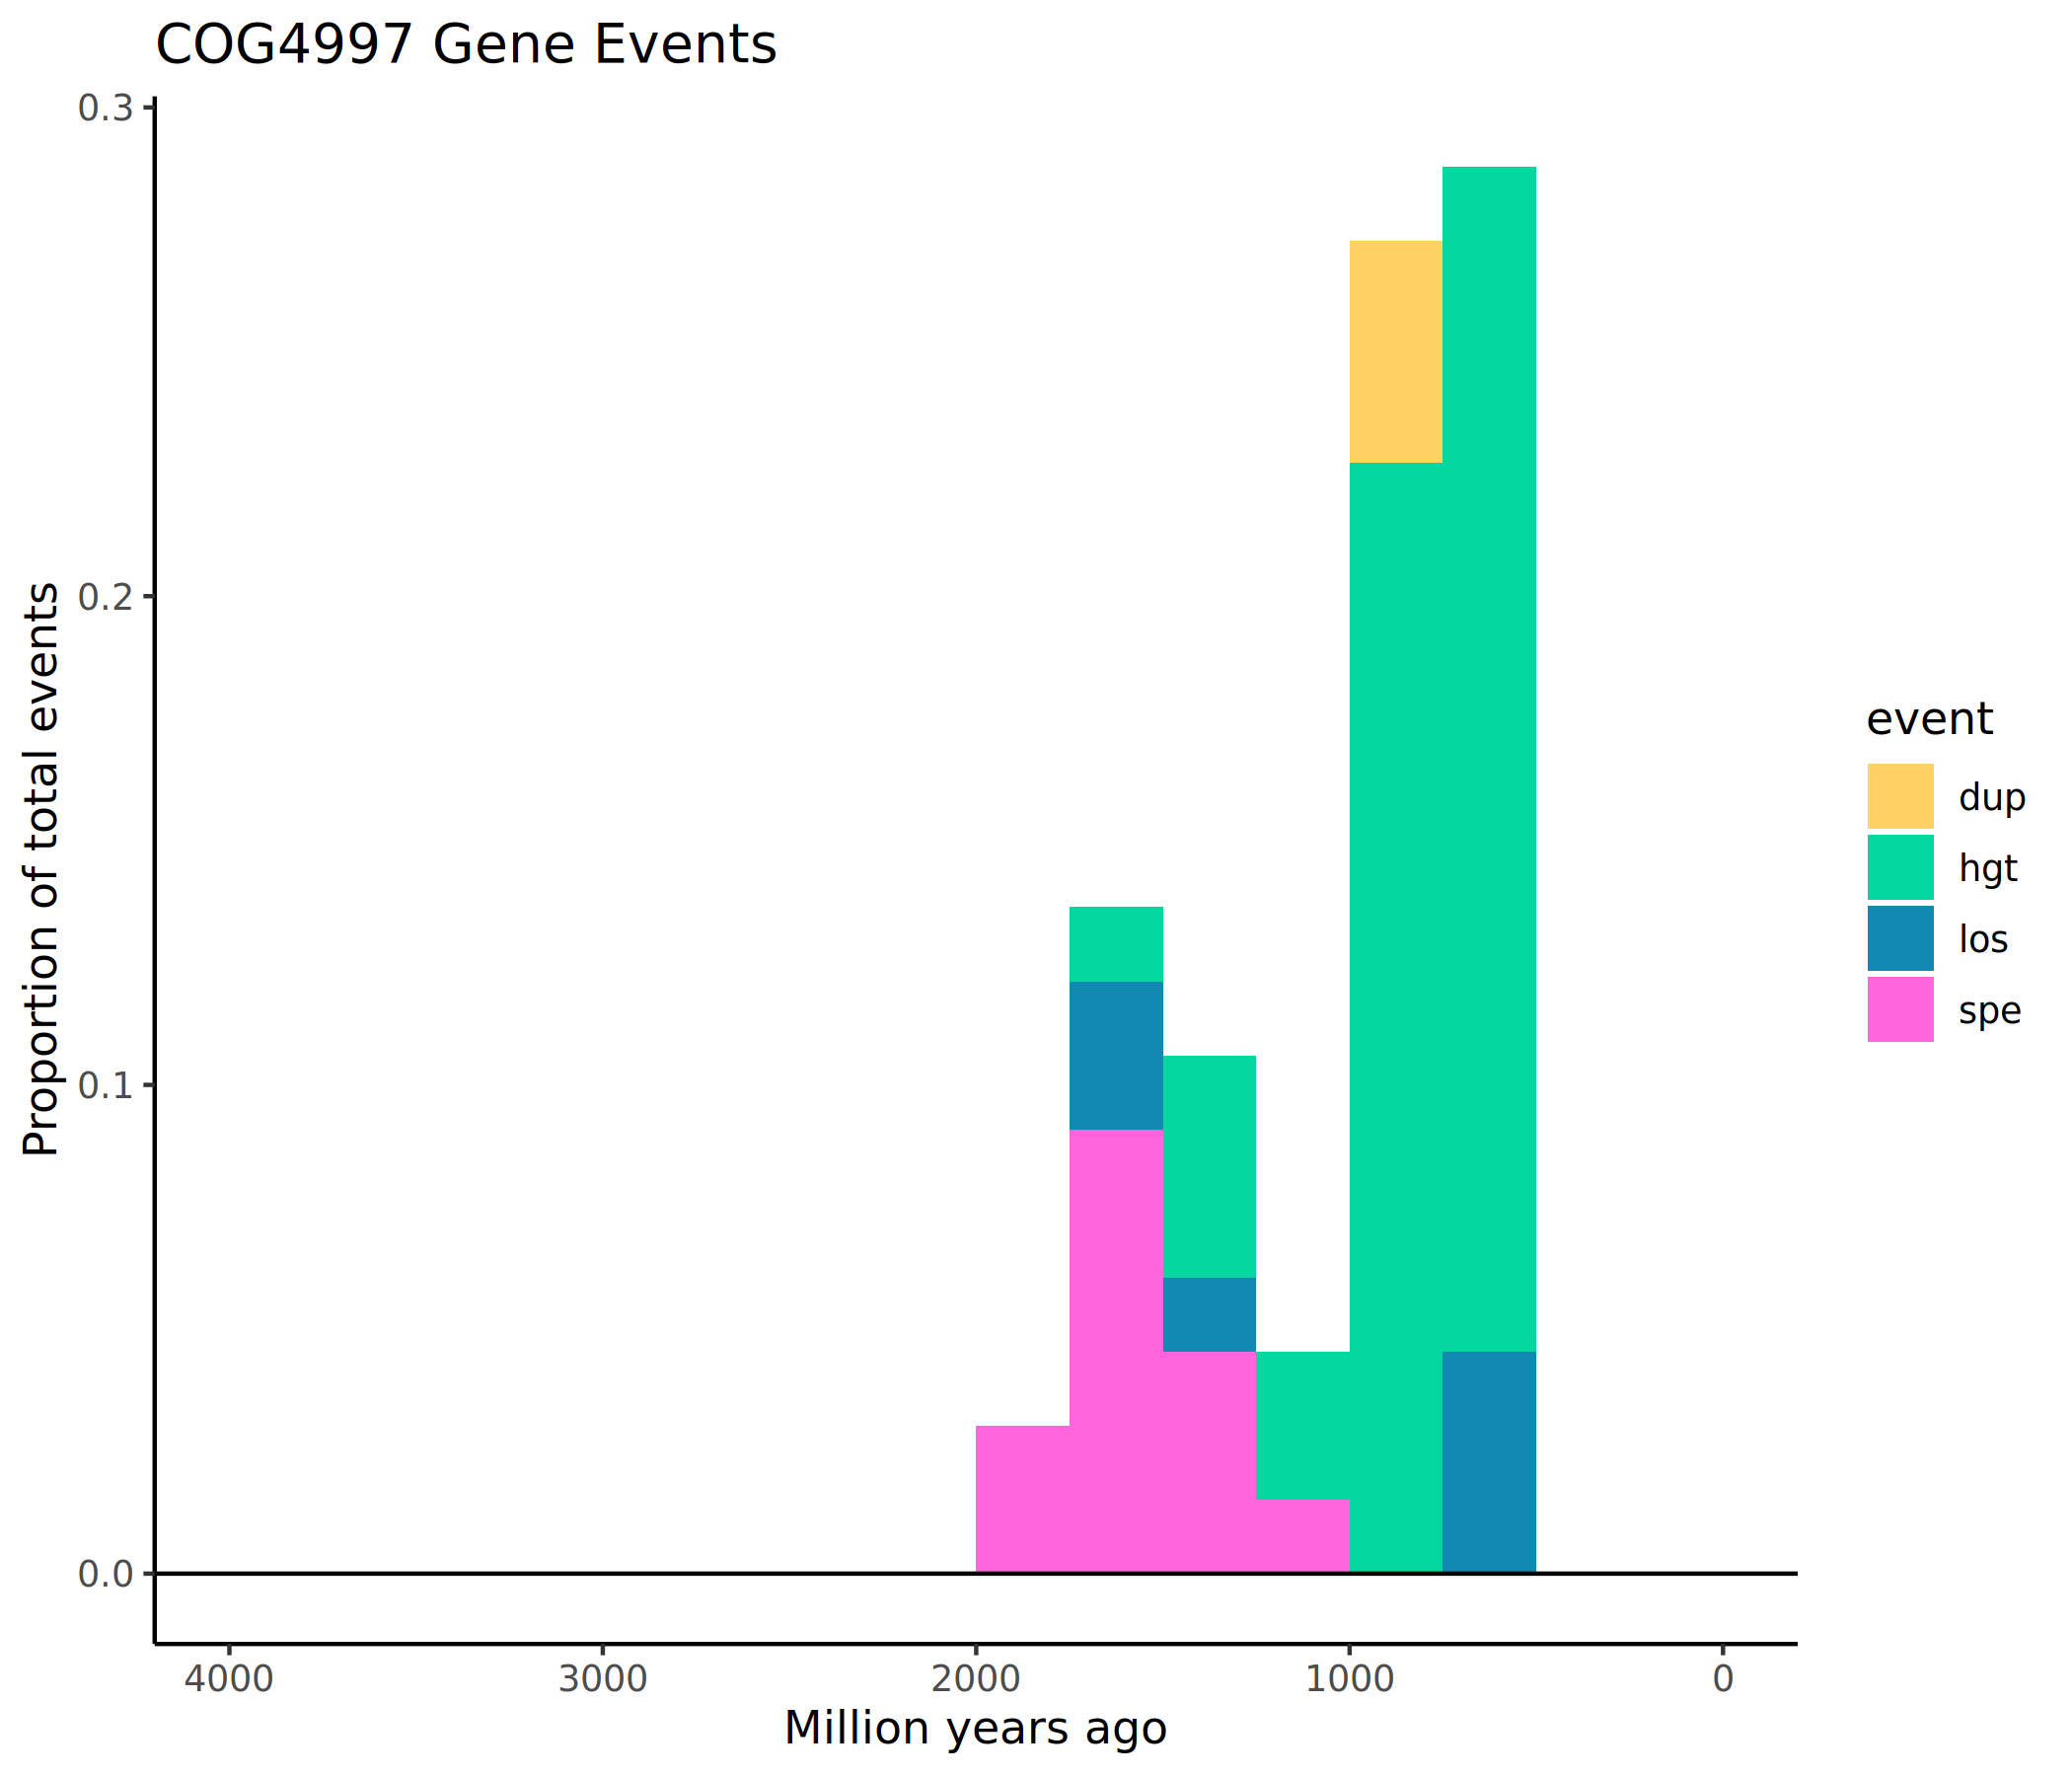 COG4997 Gene Events
0.3
0.2
0.1
0.0
Proportion of total events
4000 3000 2000 1000 0
Million years ago
event
dup
hgt
los
spe